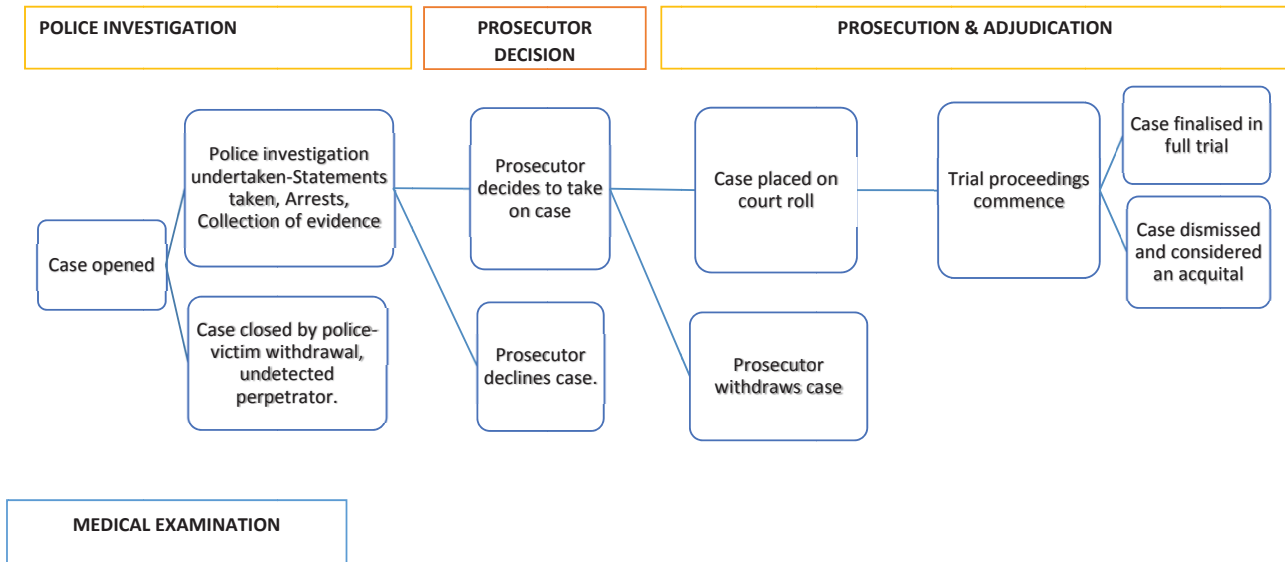 POLICE INVESTIGATION
PROSECUTOR
DECISION
PROSECUTION & ADJUDICATION
Case opened
Police investigation
undertaken-Statements
taken, Arrests,
Collection of evidence
Case closed by police-
victim withdrawal,
undetected
perpetrator.
Prosecutor
decides to take
on case
Prosecutor
declines case.
Case placed on
court roll
Prosecutor
withdraws case
Trial proceedings
commence
Case finalised in
full trial
Case dismissed
and considered
an acquital
MEDICAL EXAMINATION